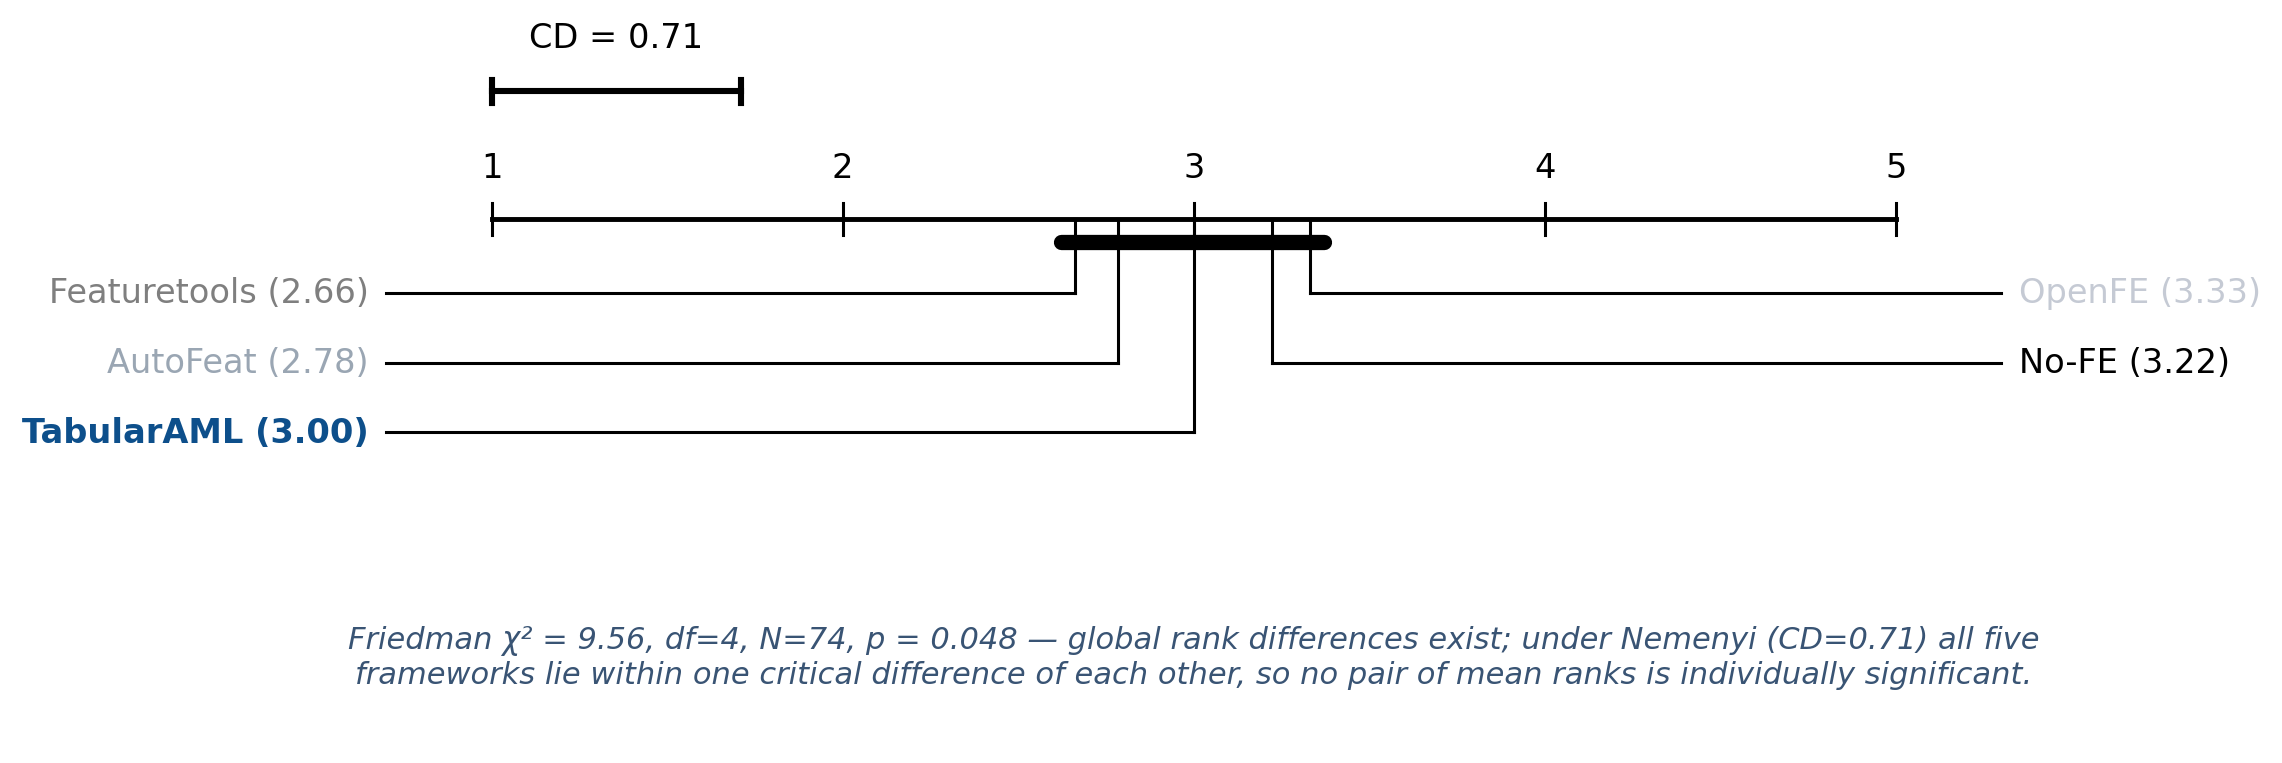 CD = 0.71
1 2 3 4 5
Featuretools (2.66)
OpenFE (3.33)
AutoFeat (2.78)
No-FE (3.22)
TabularAML (3.00)
Friedman χ² = 9.56, df=4, N=74, p = 0.048 — global rank differences exist; under Nemenyi (CD=0.71) all five
frameworks lie within one critical difference of each other, so no pair of mean ranks is individually significant.